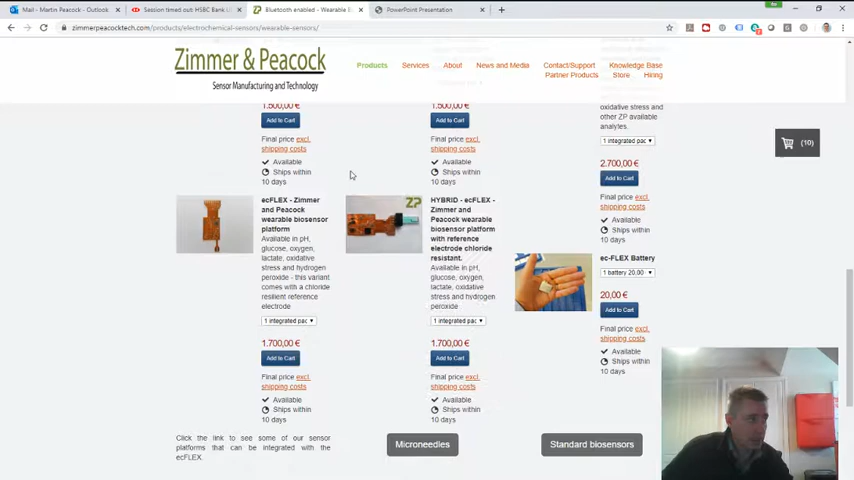 Mail - Martin Peacock - Outlook
Session timed out: HSBC Bank U
Bluetooth enabled - Wearable S
PowerPoint Presentation
zimmerpeacocktech.com/products/electrochemical-sensors/wearable-sensors/
Zimmer & Peacock
Sensor Manufacturing and Technology
Products
Services
About
News and Media
Contact/Support
Knowledge Base
Partner Products
Store
Hiring
(10)
1.500,00 €
Add to Cart
Final price excl.
shipping costs
Available
Ships within
10 days
1.500,00 €
Add to Cart
Final price excl.
shipping costs
Available
Ships within
10 days
oxidative stress and
other ZP available
analytes.
1 integrated pac
2.700,00 €
Add to Cart
Final price excl.
shipping costs
Available
Ships within
10 days
ecFLEX - Zimmer
and Peacock
wearable biosensor
platform
Available in pH,
glucose, oxygen,
lactate, oxidative
stress and hydrogen
peroxide - this variant
comes with a chloride
resilient reference
electrode
1 integrated pac
1.700,00 €
Add to Cart
Final price excl.
shipping costs
Available
Ships within
10 days
ZP
HYBRID - ecFLEX -
Zimmer and
Peacock wearable
biosensor platform
with reference
electrode chloride
resistant.
Available in pH,
glucose, oxygen,
lactate, oxidative
stress and hydrogen
peroxide
1 integrated pac
1.700,00 €
Add to Cart
Final price excl.
shipping costs
Available
Ships within
10 days
ec-FLEX Battery
1 battery 20,00
20,00 €
Add to Cart
Final price excl.
shipping costs
Available
Ships within
10 days
Click the link to see some of our sensor
platforms that can be integrated with the
ecFLEX.
Microneedles
Standard biosensors